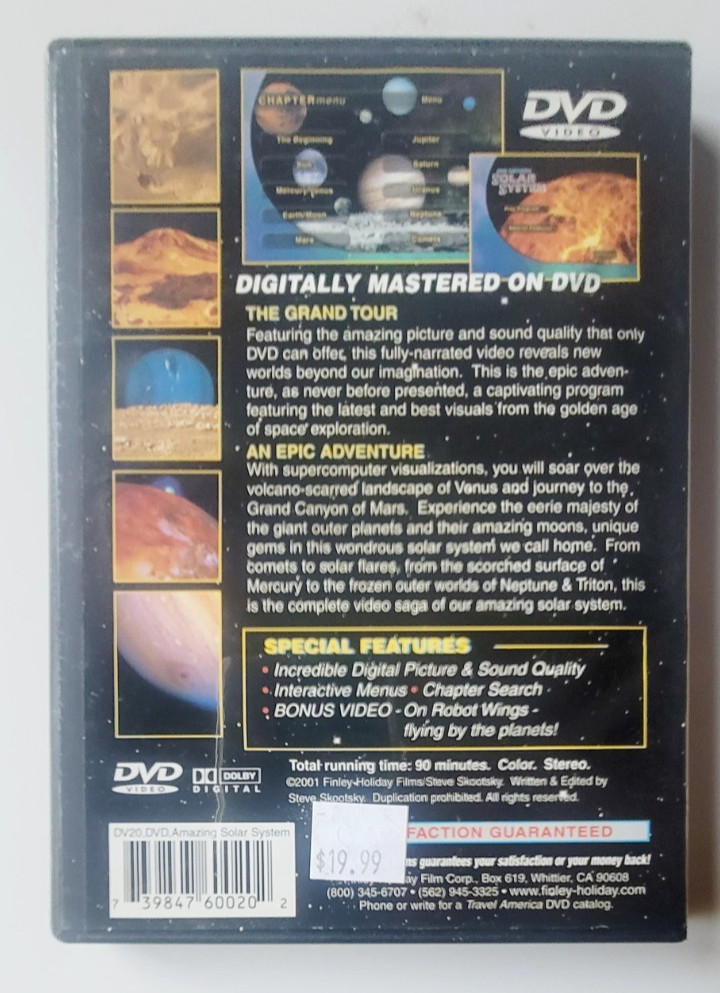 CHAPTER menu
Menu
The Beginning
Jupiter
Sun
Saturn
Mercury/Venus
Uranus
Earth/Moon
Neptune
Mars
Comets
DVD
VIDEO
SOLAR
SYSTEM
DIGITALLY MASTERED ON DVD
THE GRAND TOUR
Featuring the amazing picture and sound quality that only
DVD can offer, this fully-narrated video reveals new
worlds beyond our imagination. This is the epic adven-
ture, as never before presented, a captivating program
featuring the latest and best visuals from the golden age
of space exploration.
AN EPIC ADVENTURE
With supercomputer visualizations, you will soar over the
volcano-scarred landscape of Venus and journey to the
Grand Canyon of Mars. Experience the eerie majesty of
the giant outer planets and their amazing moons, unique
gems in this wondrous solar system we call home. From
comets to solar flares, from the scorched surface of
Mercury to the frozen outer worlds of Neptune & Triton, this
is the complete video saga of our amazing solar system.
SPECIAL FEATURES
• Incredible Digital Picture & Sound Quality
• Interactive Menus • Chapter Search
• BONUS VIDEO - On Robot Wings -
flying by the planets!
Total running time: 90 minutes. Color. Stereo.
©2001 Finley-Holiday Films/Steve Skootsky. Written & Edited by
Steve Skootsky. Duplication prohibited. All rights reserved.
DVD
VIDEO
DOLBY
DIGITAL
DV20,DVD,Amazing Solar System
7 39847 60020 2
$19.99
FACTION GUARANTEED
ms guarantees your satisfaction or your money back!
ay Film Corp., Box 619, Whittier, CA 90608
(800) 345-6707 • (562) 945-3325 • www.finley-holiday.com
Phone or write for a Travel America DVD catalog.